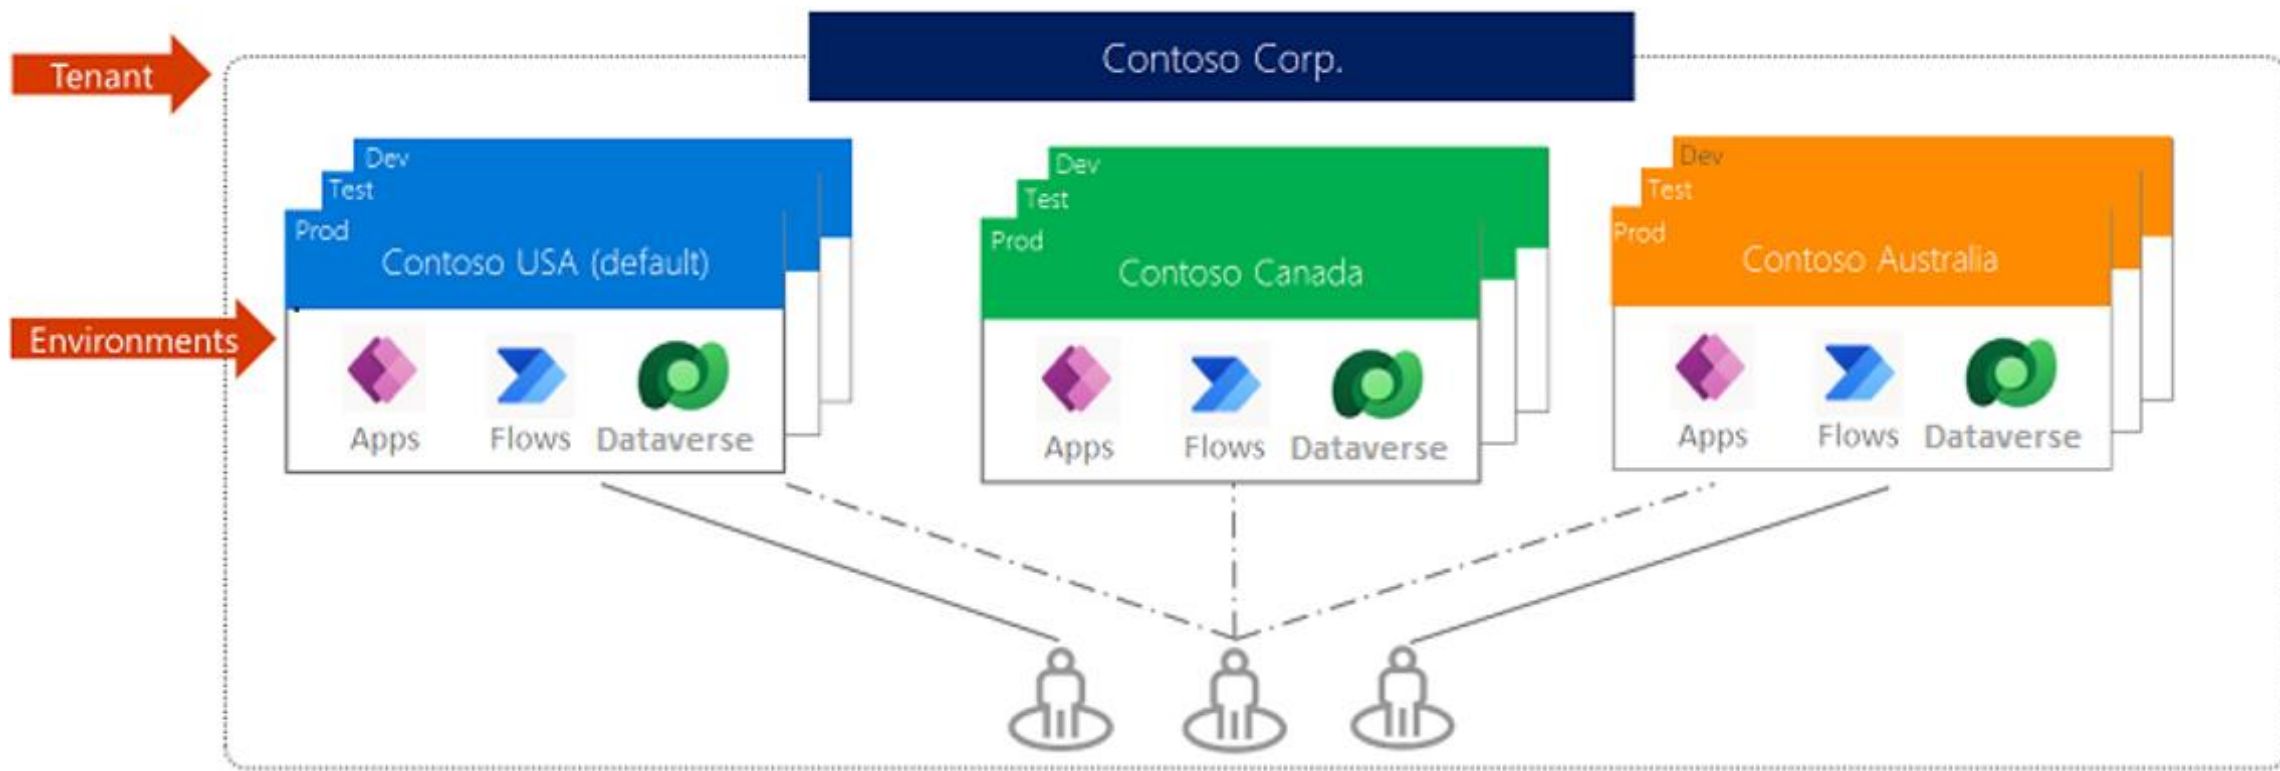 Contoso Corp.
Tenant
Dev
Test
Prod
Contoso USA (default)
Apps
Flows
Dataverse
Dev
Test
Prod
Contoso Canada
Apps
Flows
Dataverse
Dev
Test
Prod
Contoso Australia
Apps
Flows
Dataverse
Environments